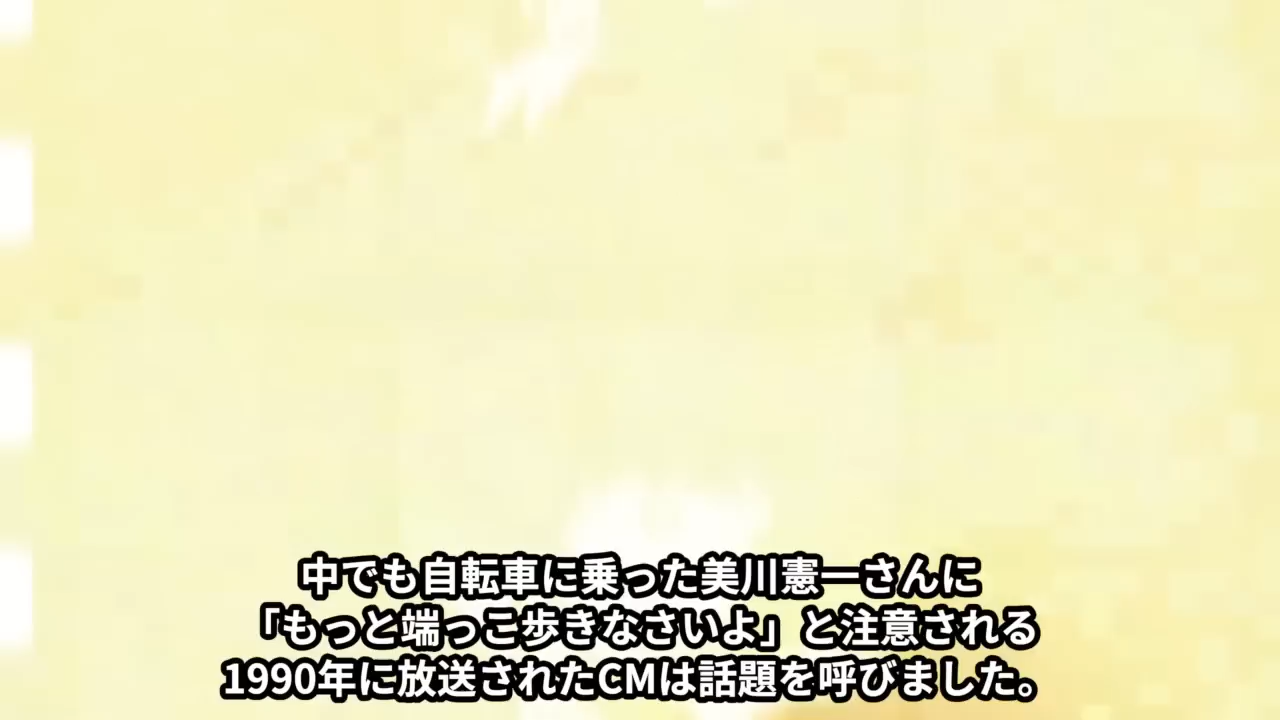 中でも自転車に乗った美川憲一さんに
「もっと端っこ歩きなさいよ」と注意される
1990年に放送されたCMは話題を呼びました。